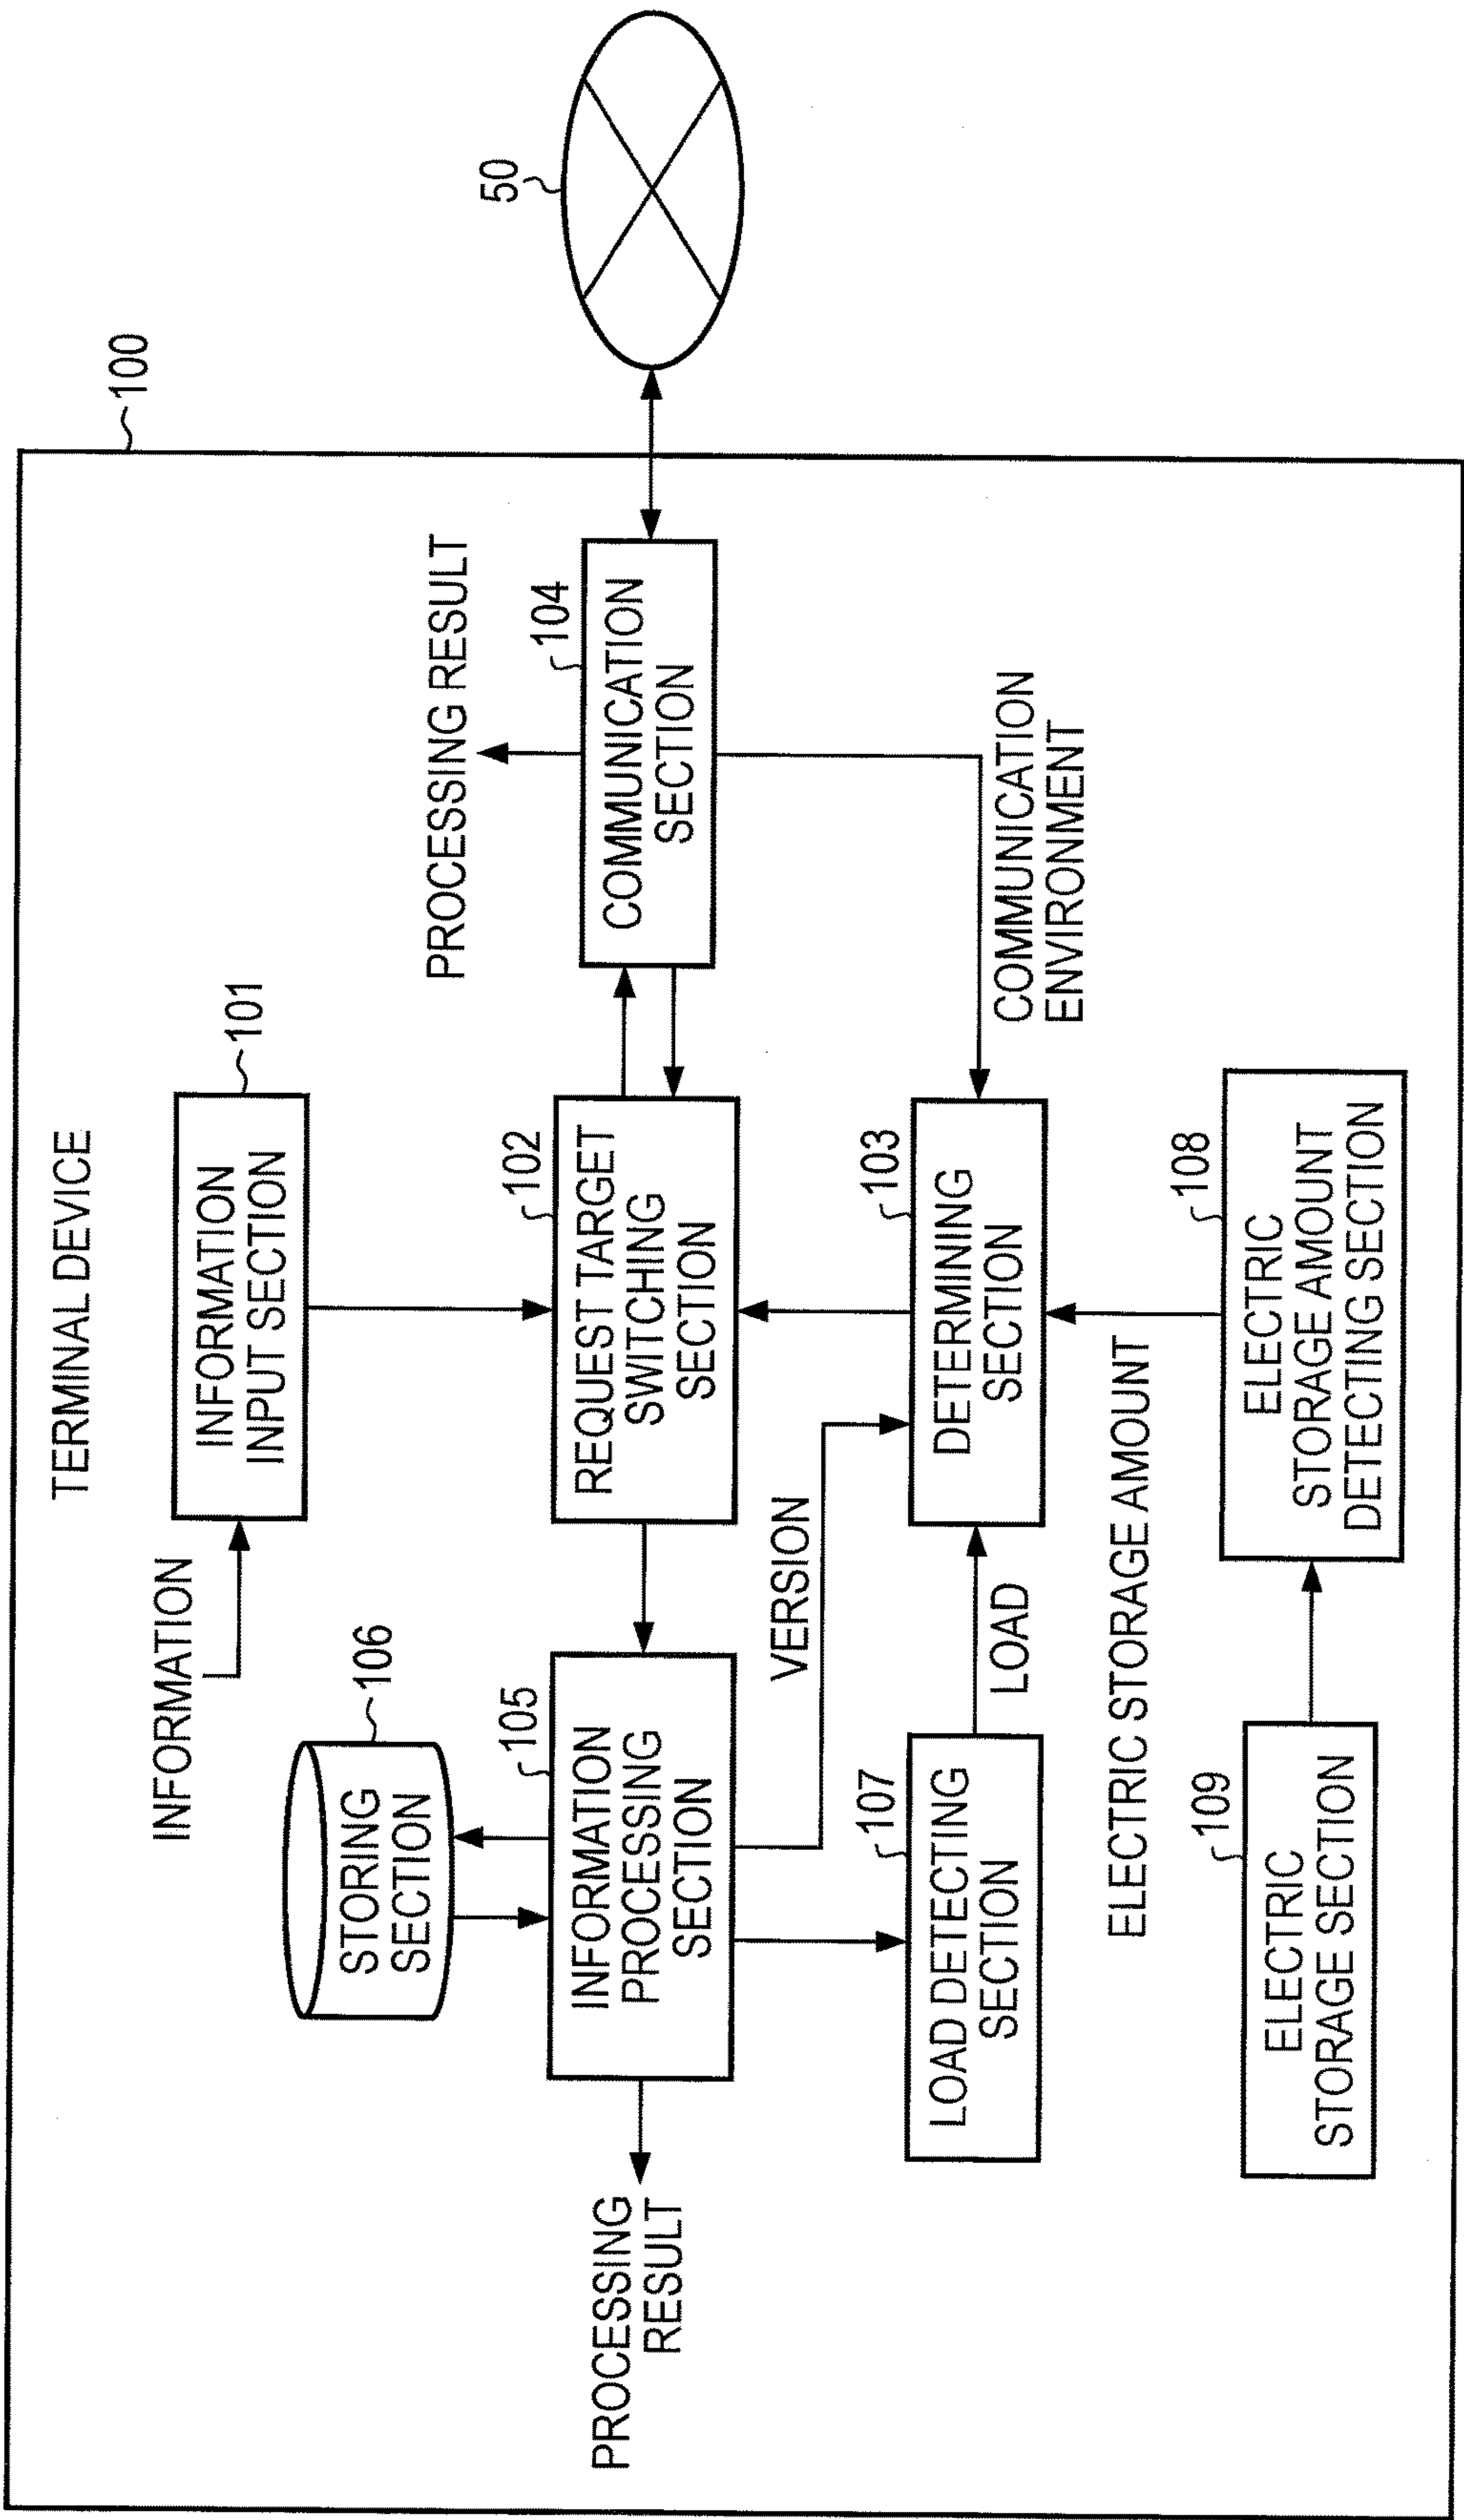 TERMINAL DEVICE
100
INFORMATION
INFORMATION
INPUT SECTION
101
50
STORING
SECTION
106
PROCESSING RESULT
PROCESSING
RESULT
INFORMATION
PROCESSING
SECTION
105
REQUEST TARGET
SWITCHING
SECTION
102
COMMUNICATION
SECTION
104
VERSION
LOAD DETECTING
SECTION
107
LOAD
DETERMINING
SECTION
103
COMMUNICATION
ENVIRONMENT
ELECTRIC STORAGE AMOUNT
ELECTRIC
STORAGE SECTION
109
ELECTRIC
STORAGE AMOUNT
DETECTING SECTION
108